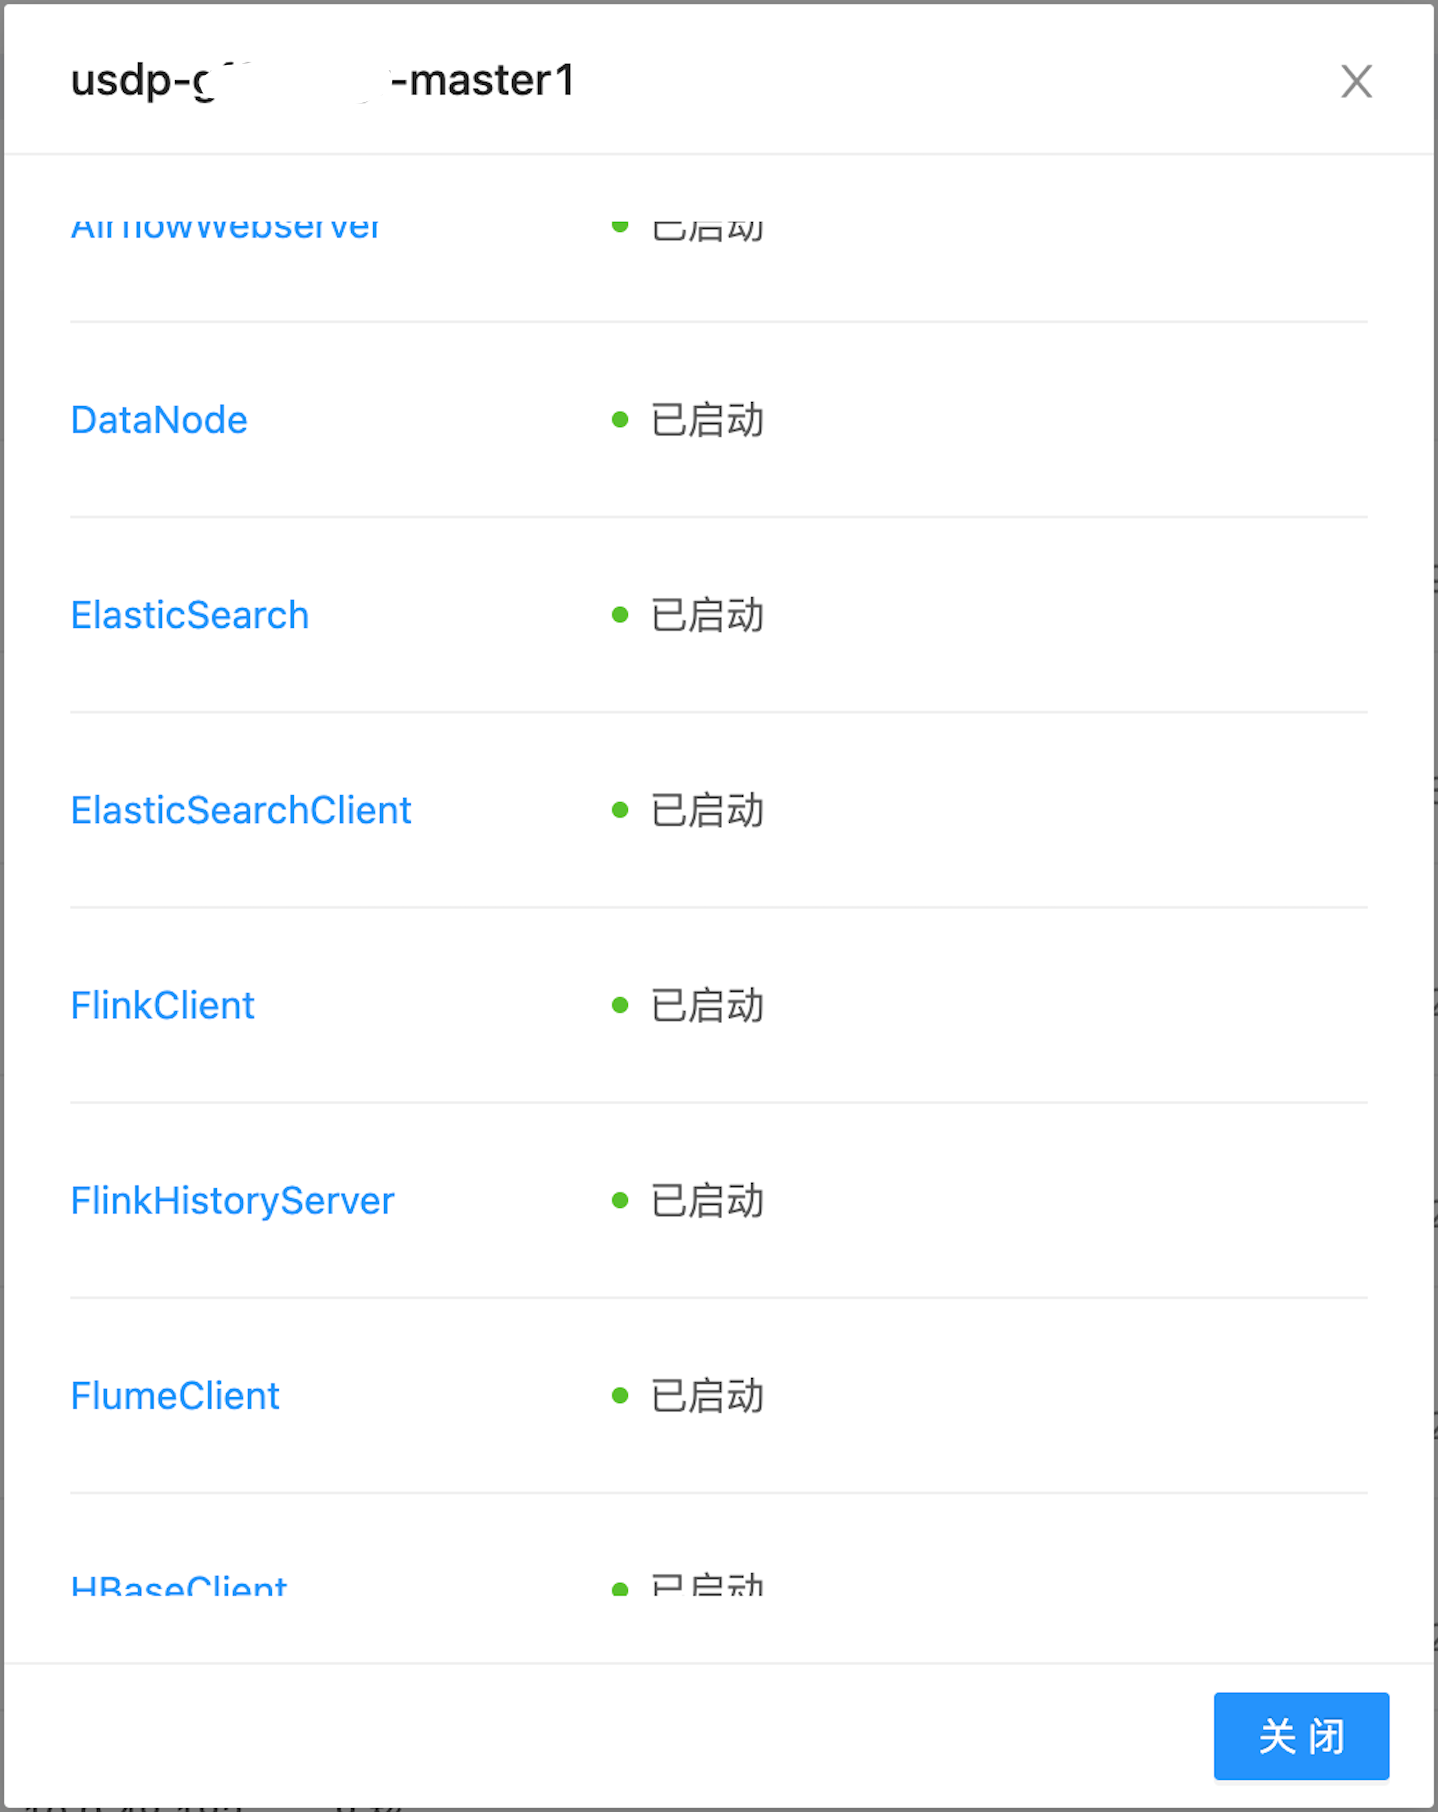 usdp- -master1
AirflowWebserver 已启动
DataNode 已启动
ElasticSearch 已启动
ElasticSearchClient 已启动
FlinkClient 已启动
FlinkHistoryServer 已启动
FlumeClient 已启动
HBaseClient 已启动
关 闭